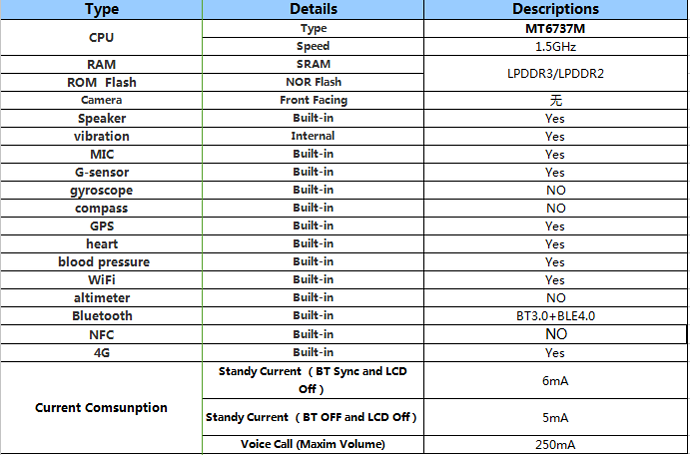 Type Details Descriptions
CPU Type MT6737M
Speed 1.5GHz
RAM SRAM LPDDR3/LPDDR2
ROM Flash NOR Flash
Camera Front Facing 无
Speaker Built-in Yes
vibration Internal Yes
MIC Built-in Yes
G-sensor Built-in Yes
gyroscope Built-in NO
compass Built-in NO
GPS Built-in Yes
heart Built-in Yes
blood pressure Built-in Yes
WiFi Built-in Yes
altimeter Built-in NO
Bluetooth Built-in BT3.0+BLE4.0
NFC Built-in NO
4G Built-in Yes
Current Comsunption
Standy Current（BT Sync and LCD
Off） 6mA
Standy Current（BT OFF and LCD Off） 5mA
Voice Call (Maxim Volume) 250mA